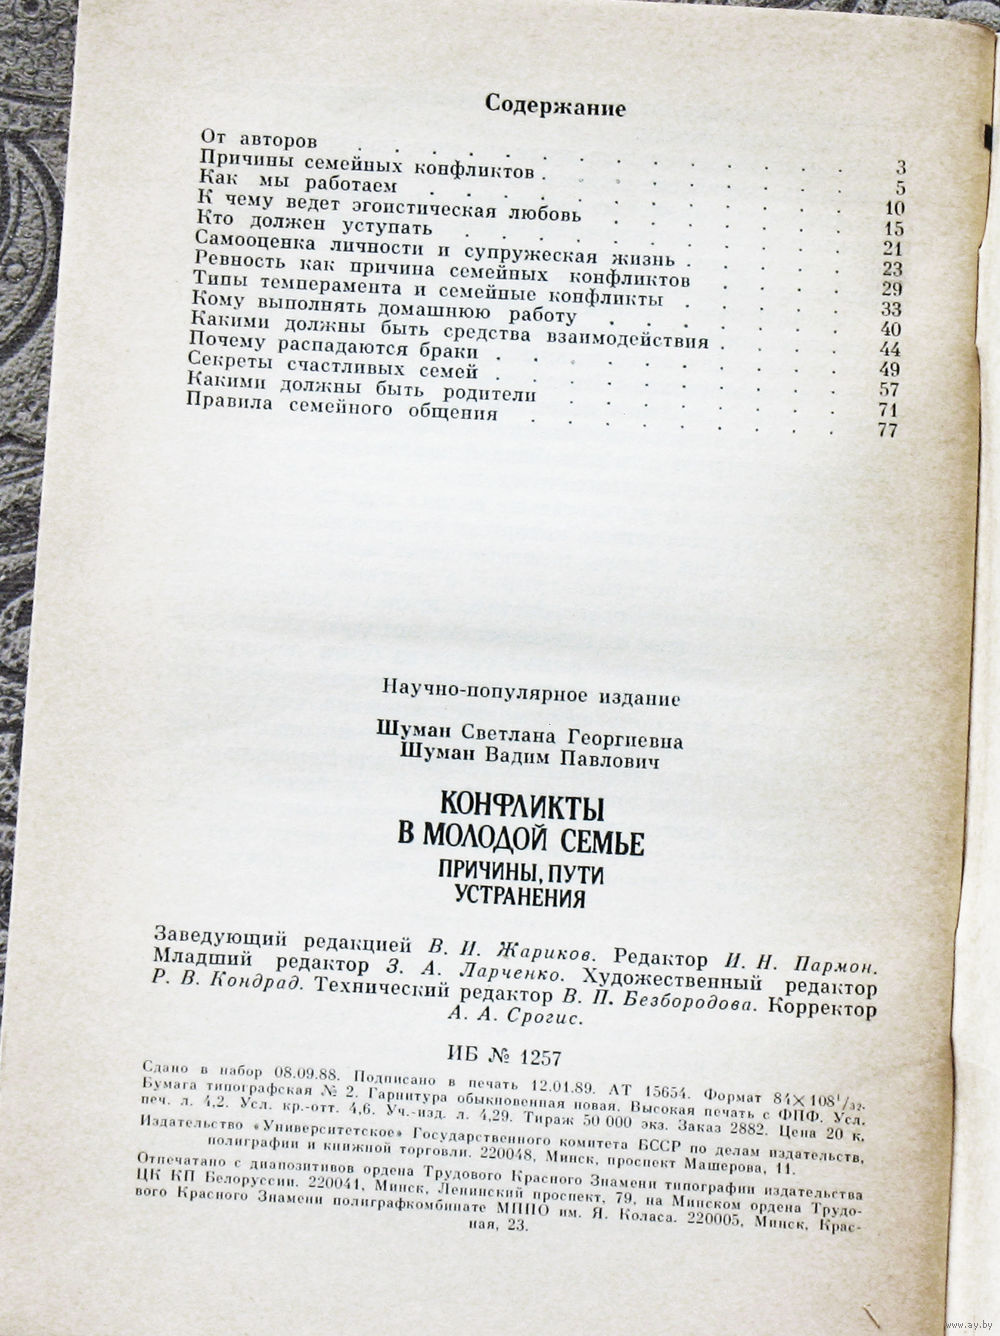 Содержание
От авторов . . . . . . . . . . . . . . 3
Причины семейных конфликтов . . . . . . . . . 5
Как мы работаем . . . . . . . . . . . . 10
К чему ведет эгоистическая любовь . . . . . . . 15
Кто должен уступать . . . . . . . . . . . 21
Самооценка личности и супружеская жизнь . . . . . 23
Ревность как причина семейных конфликтов . . . . 29
Типы темперамента и семейные конфликты . . . . . 33
Кому выполнять домашнюю работу . . . . . . . 40
Какими должны быть средства взаимодействия . . . . 44
Почему распадаются браки . . . . . . . . . . 49
Секреты счастливых семей . . . . . . . . . . 57
Какими должны быть родители . . . . . . . . 71
Правила семейного общения . . . . . . . . . 77
Научно-популярное издание
Шуман Светлана Георгиевна
Шуман Вадим Павлович
КОНФЛИКТЫ
В МОЛОДОЙ СЕМЬЕ
ПРИЧИНЫ, ПУТИ
УСТРАНЕНИЯ
Заведующий редакцией В. И. Жариков. Редактор И. Н. Пармон.
Младший редактор З. А. Ларченко. Художественный редактор
Р. В. Кондрад. Технический редактор В. П. Безбородова. Корректор
А. А. Срогис.
ИБ № 1257
Сдано в набор 08.09.88. Подписано в печать 12.01.89. АТ 15654. Формат 84×108¹/₃₂.
Бумага типографская № 2. Гарнитура обыкновенная новая. Высокая печать с ФПФ. Усл.
печ. л. 4,2. Усл. кр.-отт. 4,6. Уч.-изд. л. 4,29. Тираж 50 000 экз. Заказ 2882. Цена 20 к.
Издательство «Университетское» Государственного комитета БССР по делам издательств,
полиграфии и книжной торговли. 220048, Минск, проспект Машерова, 11.
Отпечатано с диапозитивов ордена Трудового Красного Знамени типографии издательства
ЦК КП Белоруссии. 220041, Минск, Ленинский проспект, 79, на Минском ордена Трудо-
вого Красного Знамени полиграфкомбинате МППО им. Я. Коласа. 220005, Минск, Крас-
ная, 23.
www.ay.by